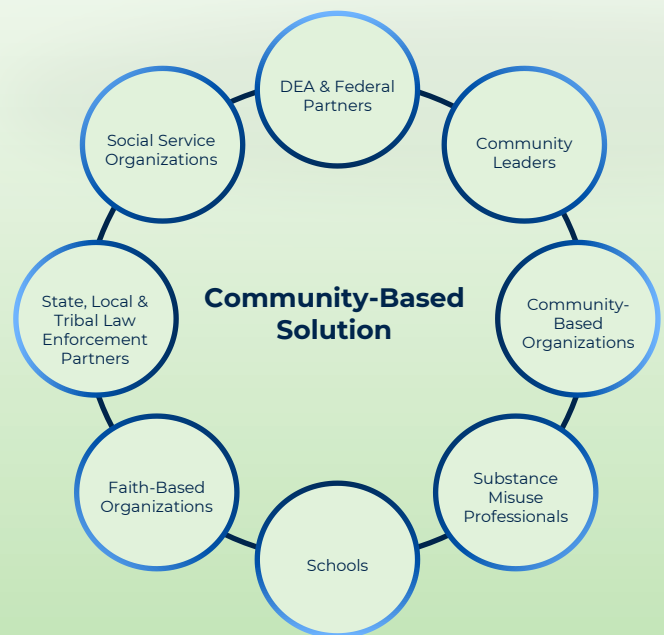 DEA & Federal
Partners
Community
Leaders
Community-
Based
Organizations
Substance
Misuse
Professionals
Schools
Faith-Based
Organizations
State, Local &
Tribal Law
Enforcement
Partners
Social Service
Organizations
Community-Based
Solution